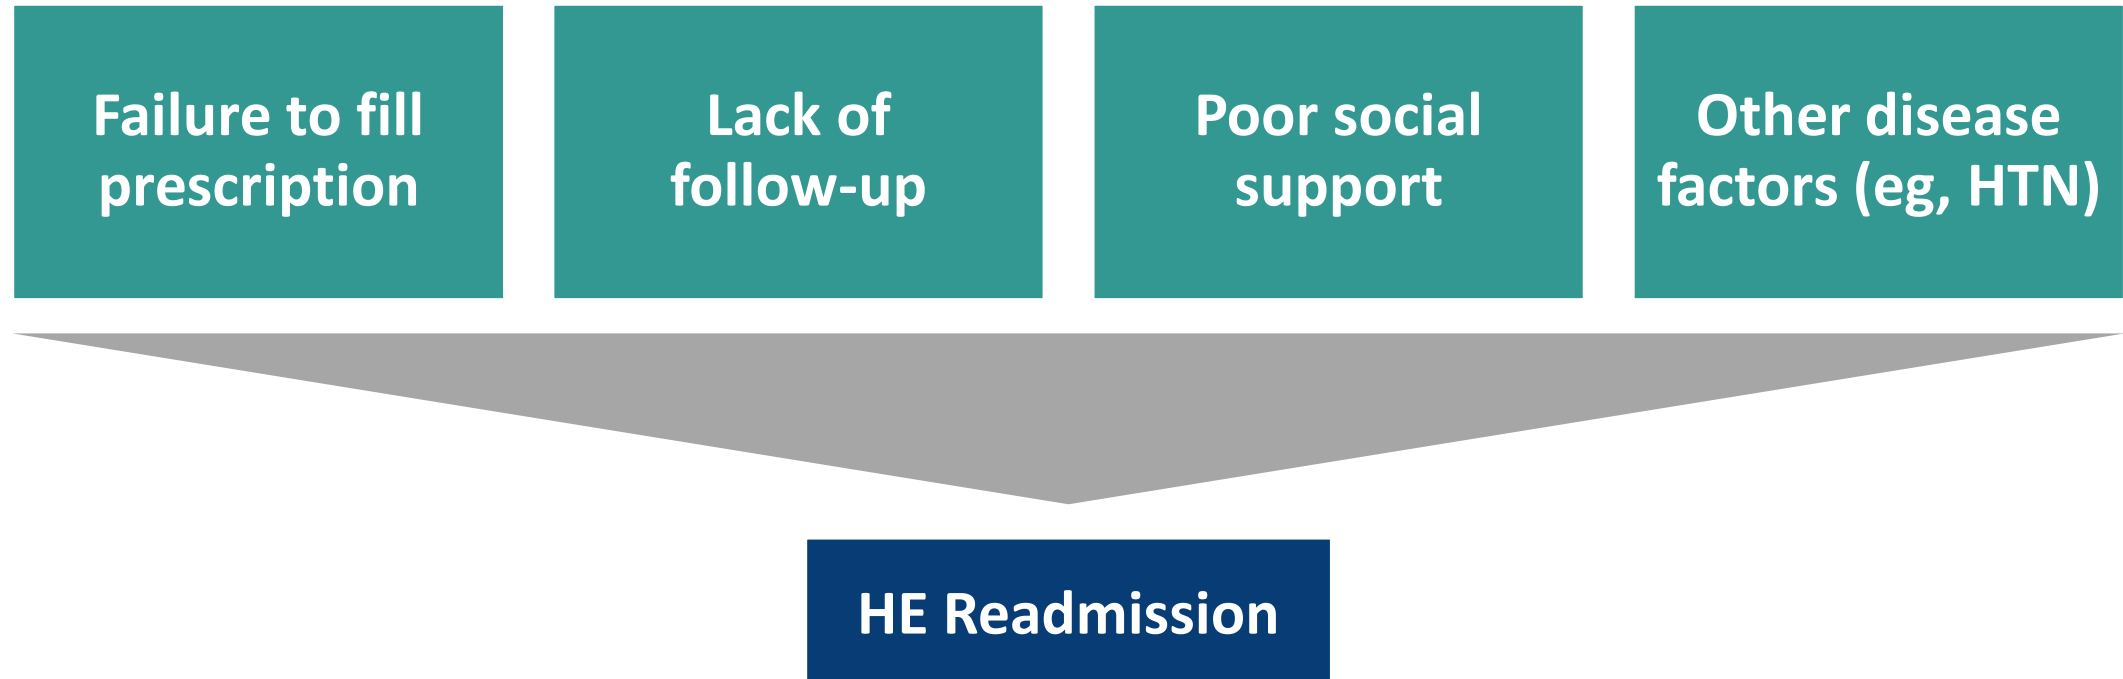 Failure to fill
prescription
Lack of
follow-up
Poor social
support
Other disease
factors (eg, HTN)
HE Readmission